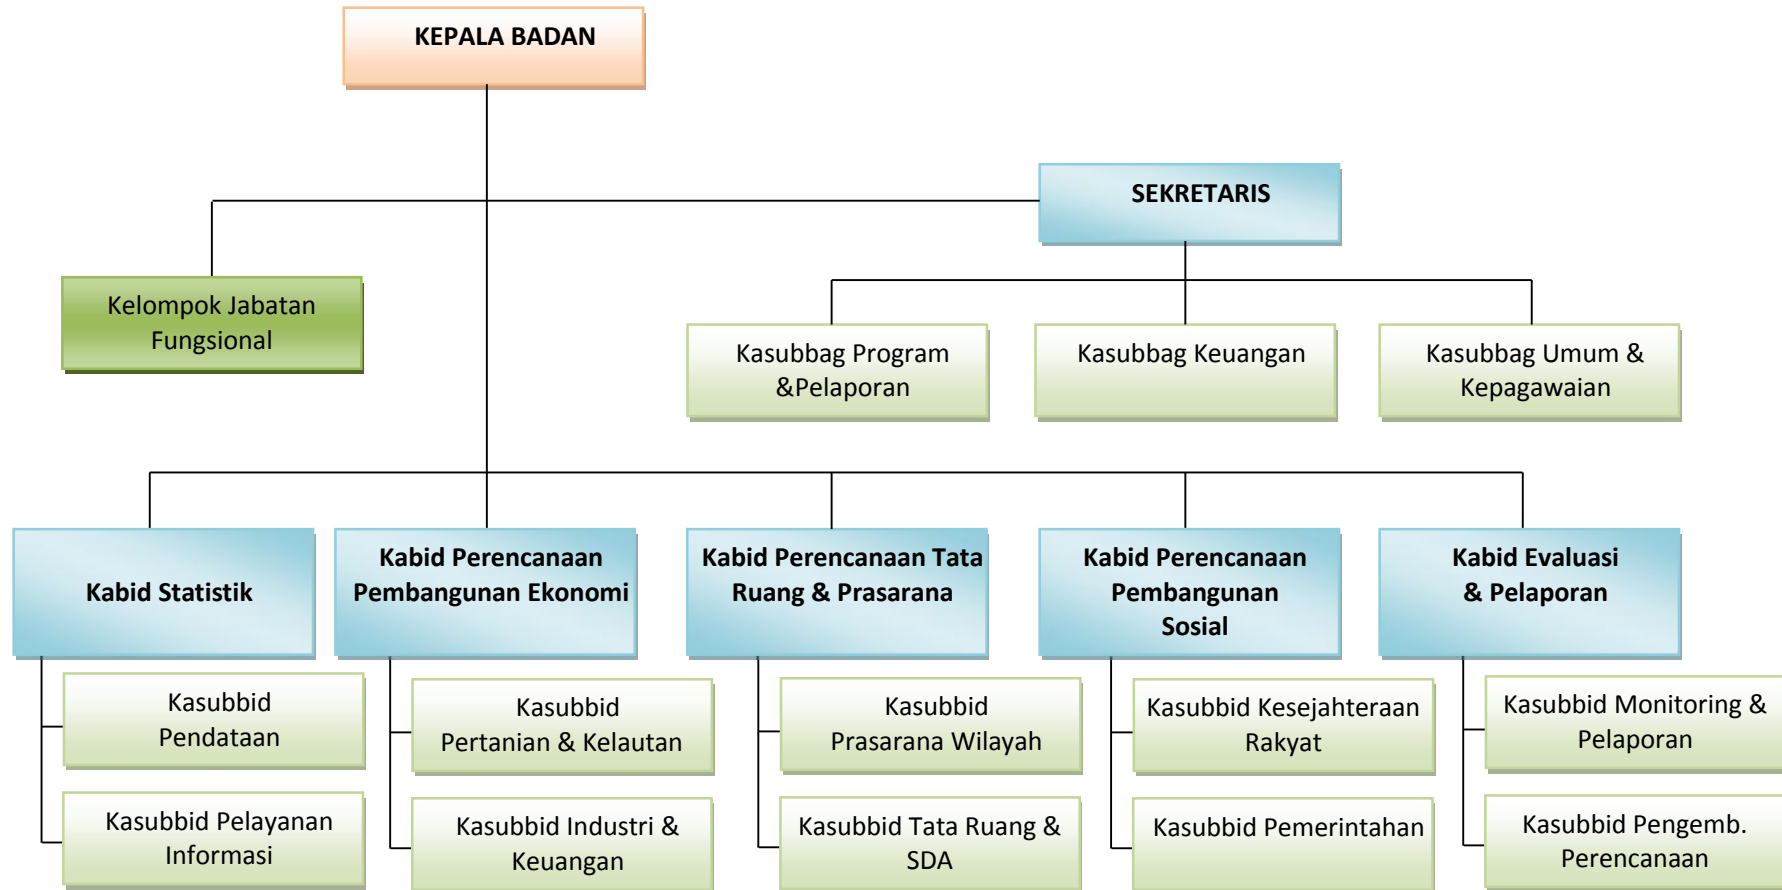 KEPALA BADAN
SEKRETARIS
Kelompok Jabatan
Fungsional
Kasubbag Program
&Pelaporan
Kasubbag Keuangan
Kasubbag Umum &
Kepagawaian
Kabid Statistik
Kabid Perencanaan
Pembangunan Ekonomi
Kabid Perencanaan Tata
Ruang & Prasarana
Kabid Perencanaan
Pembangunan
Sosial
Kabid Evaluasi
& Pelaporan
Kasubbid
Pendataan
Kasubbid
Pertanian & Kelautan
Kasubbid
Prasarana Wilayah
Kasubbid Kesejahteraan
Rakyat
Kasubbid Monitoring &
Pelaporan
Kasubbid Pelayanan
Informasi
Kasubbid Industri &
Keuangan
Kasubbid Tata Ruang &
SDA
Kasubbid Pemerintahan
Kasubbid Pengemb.
Perencanaan